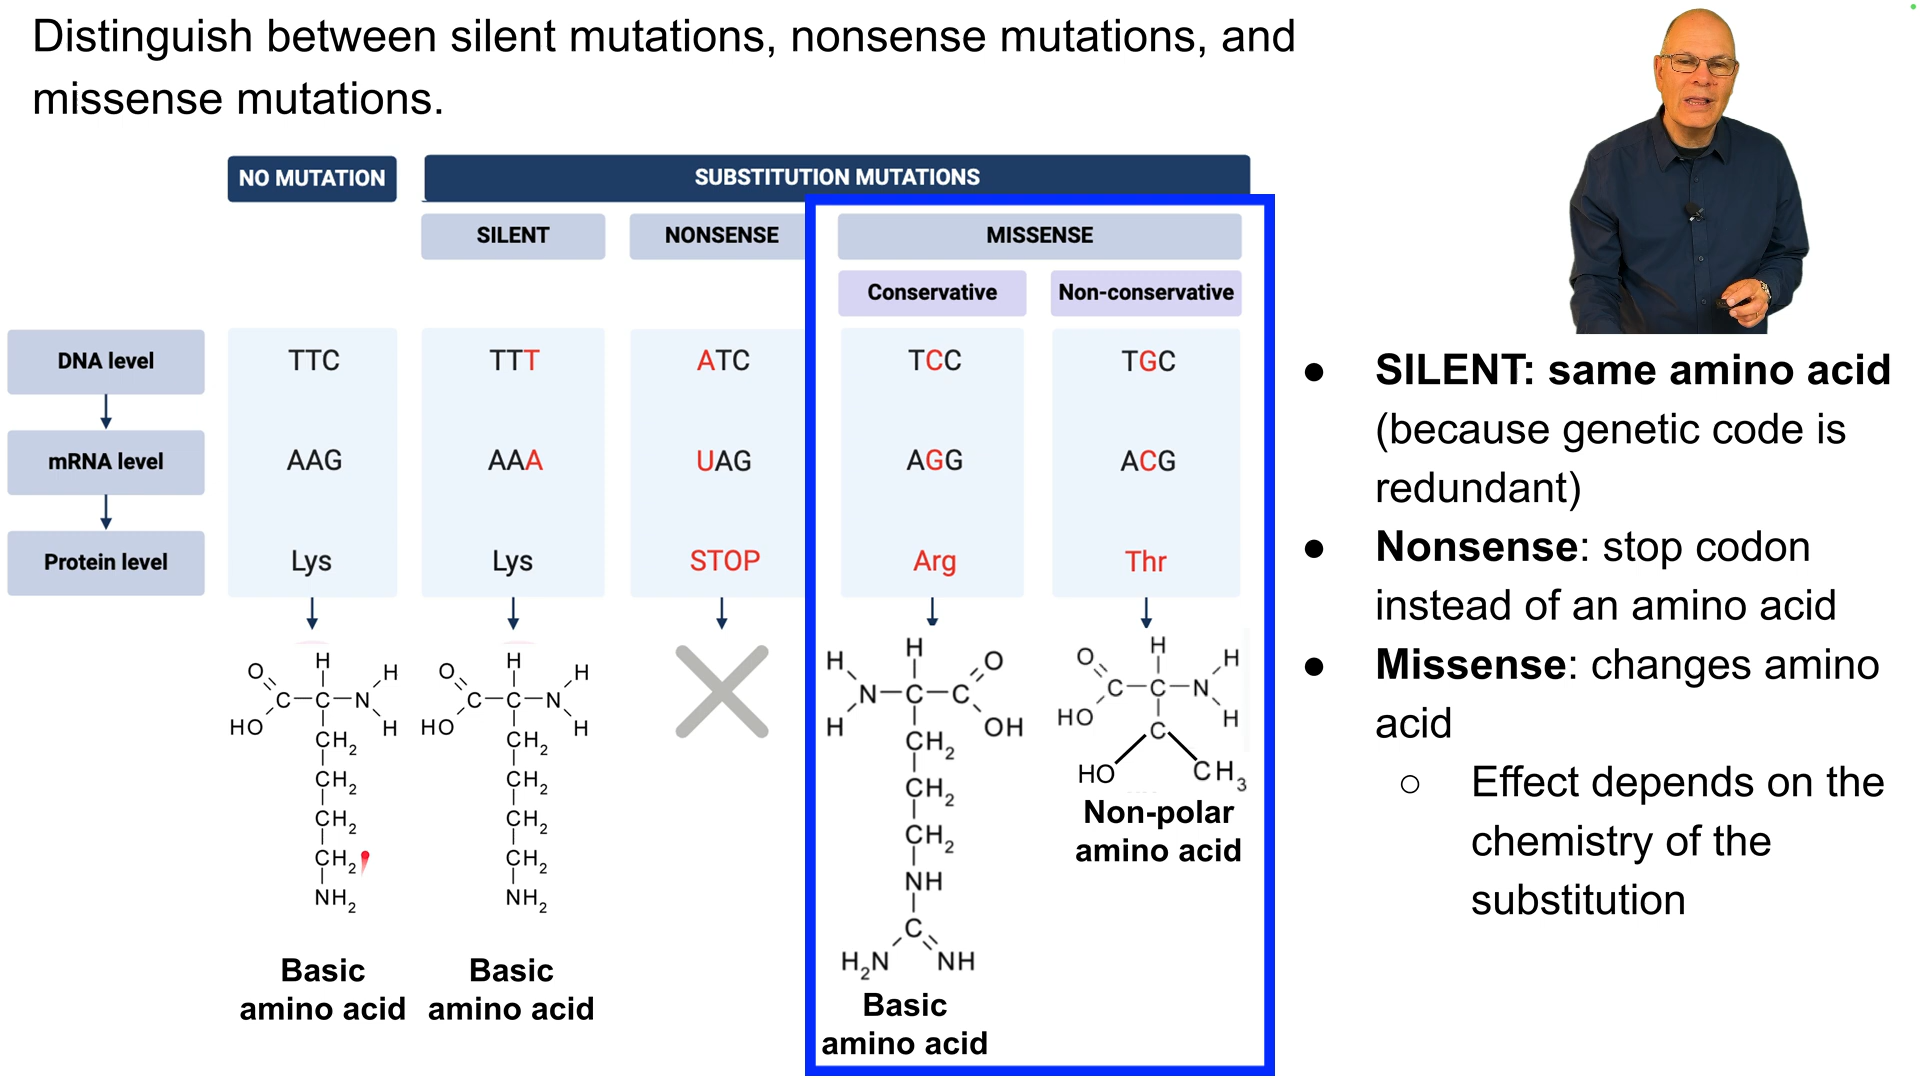 Distinguish between silent mutations, nonsense mutations, and
missense mutations.
NO MUTATION
SUBSTITUTION MUTATIONS
SILENT
NONSENSE
MISSENSE
Conservative
Non-conservative
DNA level
TTC
TTT
ATC
TCC
TGC
mRNA level
AAG
AAA
UAG
AGG
ACG
Protein level
Lys
Lys
STOP
Arg
Thr
O
H
H
C
C
N
HO
H
CH2
CH2
CH2
CH2
NH2
Basic
amino acid
O
H
H
C
C
N
HO
H
CH2
CH2
CH2
CH2
NH2
Basic
amino acid
H
H
O
N
C
C
H
OH
CH2
CH2
CH2
NH
C
H2N
NH
Basic
amino acid
O
H
H
C
C
N
HO
H
C
HO
CH3
Non-polar
amino acid
● SILENT: same amino acid
(because genetic code is
redundant)
● Nonsense: stop codon
instead of an amino acid
● Missense: changes amino
acid
○ Effect depends on the
chemistry of the
substitution